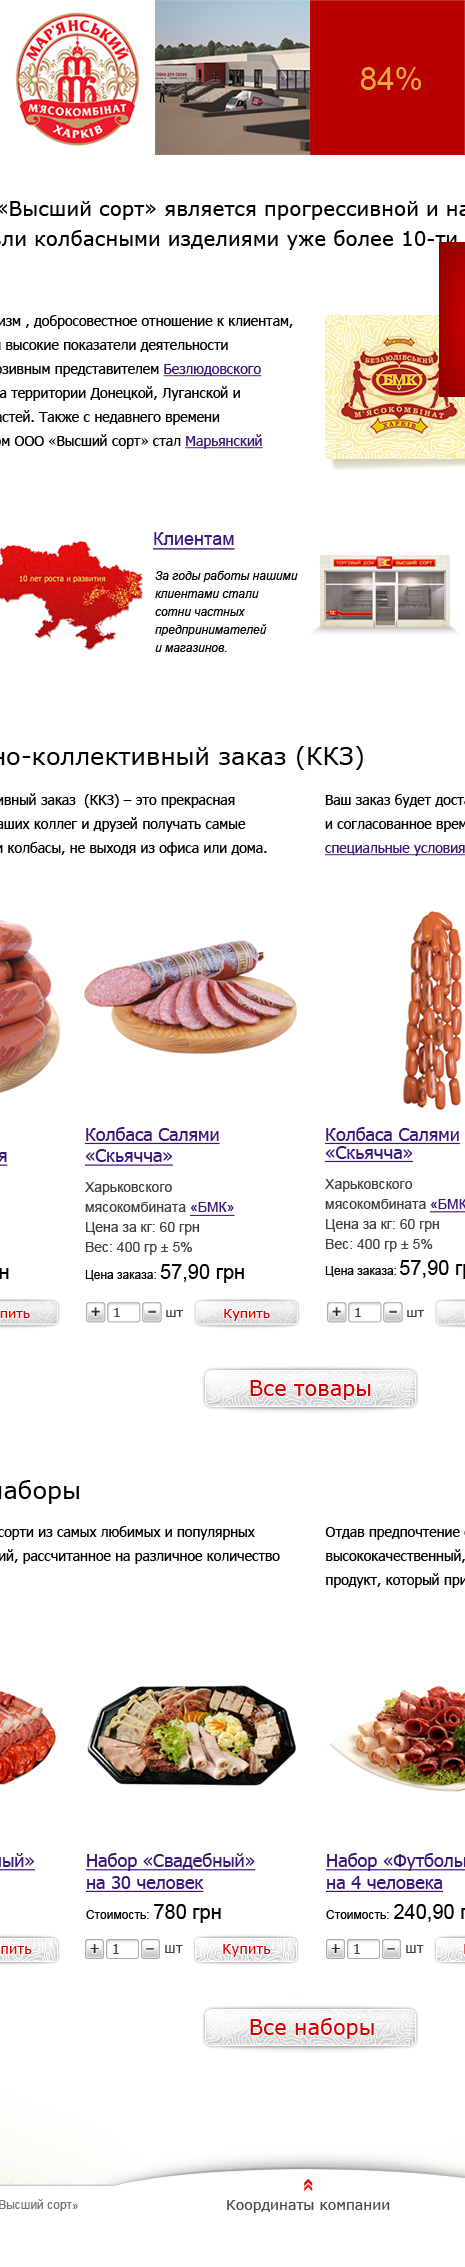 МАР'ЯНСЬКИЙ
М'ЯСОКОМБІНАТ
ХАРКІВ
84%
«Высший сорт» является прогрессивной и на
ли колбасными изделиями уже более 10-ти
изм , добросовестное отношение к клиентам,
высокие показатели деятельности
юзивным представителем Безлюдовского
а территории Донецкой, Луганской и
астей. Также с недавнего времени
ом ООО «Высший сорт» стал Марьянский
БЕЗЛЮДІВСЬКИЙ
БМК
М'ЯСОКОМБІНАТ
ХАРКІВ
10 лет роста и развития
Клиентам
За годы работы нашими
клиентами стали
сотни частных
предпринимателей
и магазинов.
ТОРГОВЫЙ ДОМ ВЫСШИЙ СОРТ
но-коллективный заказ (ККЗ)
ивный заказ (ККЗ) – это прекрасная
аших коллег и друзей получать самые
и колбасы, не выходя из офиса или дома.
Ваш заказ будет доста
и согласованное врем
специальные условия
я
Колбаса Салями
«Скьячча»
Харьковского
мясокомбината «БМК»
Цена за кг: 60 грн
Вес: 400 гр ± 5%
Цена заказа: 57,90 грн
+ 1 − шт Купить
Колбаса Салями
«Скьячча»
Харьковского
мясокомбината «БМК
Цена за кг: 60 грн
Вес: 400 гр ± 5%
Цена заказа: 57,90 гр
+ 1 − шт
н
пить
Все товары
наборы
сорти из самых любимых и популярных
ий, рассчитанное на различное количество
Отдав предпочтение
высококачественный,
продукт, который при
ный»
Набор «Свадебный»
на 30 человек
Стоимость: 780 грн
+ 1 − шт Купить
Набор «Футболь
на 4 человека
Стоимость: 240,90 г
+ 1 − шт
пить
Все наборы
Высший сорт»
Координаты компании